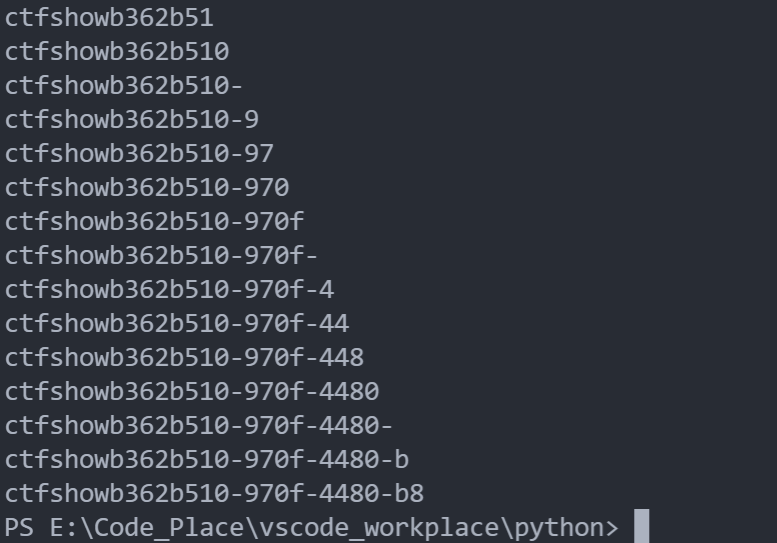 ctfshowb362b51
ctfshowb362b510
ctfshowb362b510-
ctfshowb362b510-9
ctfshowb362b510-97
ctfshowb362b510-970
ctfshowb362b510-970f
ctfshowb362b510-970f-
ctfshowb362b510-970f-4
ctfshowb362b510-970f-44
ctfshowb362b510-970f-448
ctfshowb362b510-970f-4480
ctfshowb362b510-970f-4480-
ctfshowb362b510-970f-4480-b
ctfshowb362b510-970f-4480-b8
PS E:\Code_Place\vscode_workplace\python>